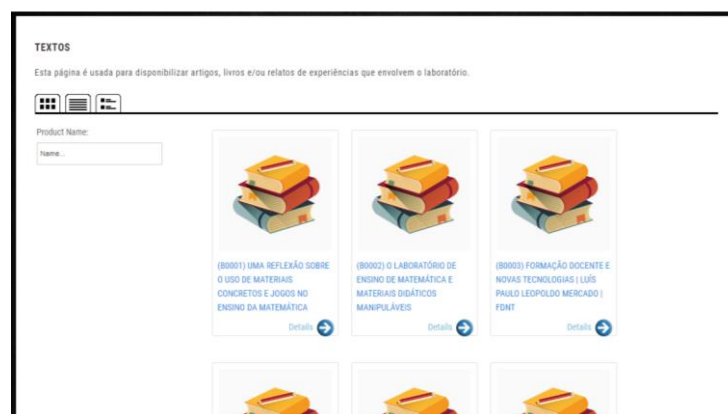 TEXTOS
Esta página é usada para disponibilizar artigos, livros e/ou relatos de experiências que envolvem o laboratório.
Product Name:
Name...
(B0001) UMA REFLEXÃO SOBRE
O USO DE MATERIAIS
CONCRETOS E JOGOS NO
ENSINO DA MATEMÁTICA
Details
(B0002) O LABORATÓRIO DE
ENSINO DE MATEMÁTICA E
MATERIAIS DIDÁTICOS
MANIPULÁVEIS
Details
(B0003) FORMAÇÃO DOCENTE E
NOVAS TECNOLOGIAS | LUÍS
PAULO LEOPOLDO MERCADO |
FDNT
Details